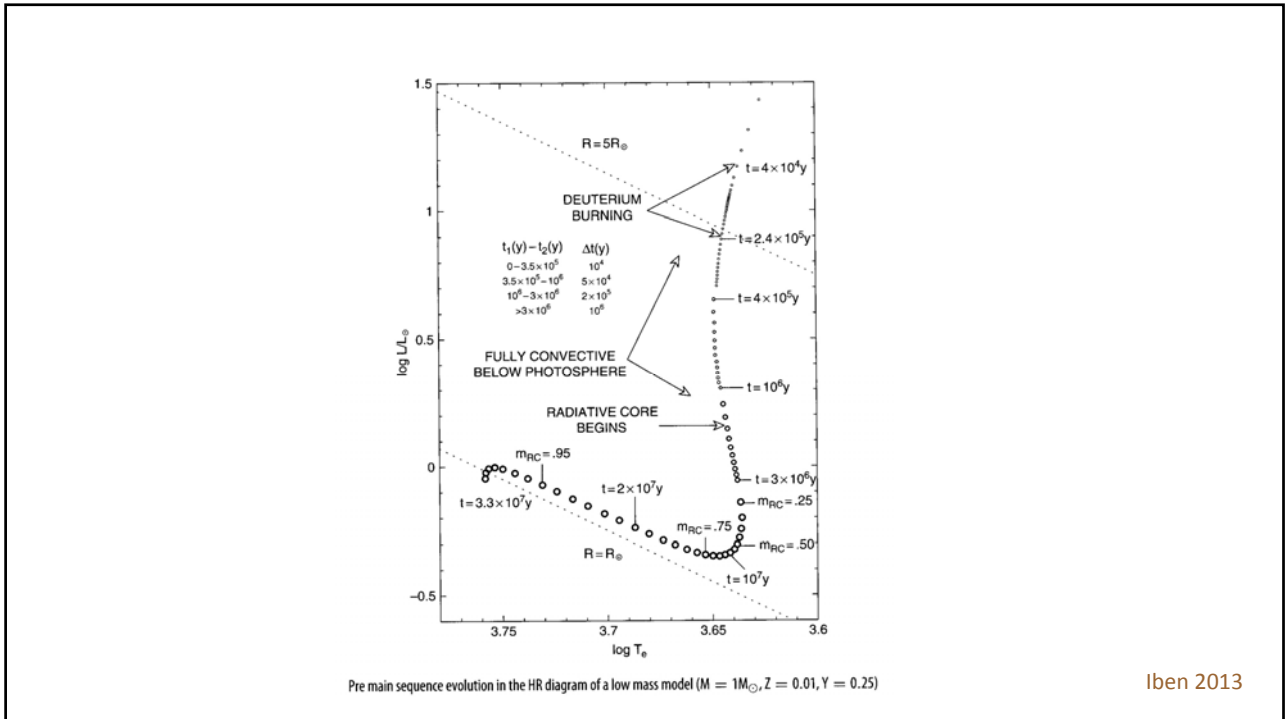 1.5
R=5R⊙
t=4×10⁴y
DEUTERIUM
BURNING
1
t=2.4×10⁵y
t₁(y)−t₂(y) Δt(y)
0−3.5×10⁵ 10⁴
3.5×10⁵−10⁶ 5×10⁴
10⁶−3×10⁶ 2×10⁵
>3×10⁶ 10⁶
t=4×10⁵y
log L/L⊙
0.5
FULLY CONVECTIVE
BELOW PHOTOSPHERE
t=10⁶y
RADIATIVE CORE
BEGINS
0
m_RC=.95
t=3×10⁶y
t=3.3×10⁷y
t=2×10⁷y
m_RC=.25
m_RC=.75
m_RC=.50
R=R⊙
t=10⁷y
−0.5
3.75 3.7 3.65 3.6
log Tₑ
Pre main sequence evolution in the HR diagram of a low mass model (M = 1M⊙, Z = 0.01, Y = 0.25)
Iben 2013